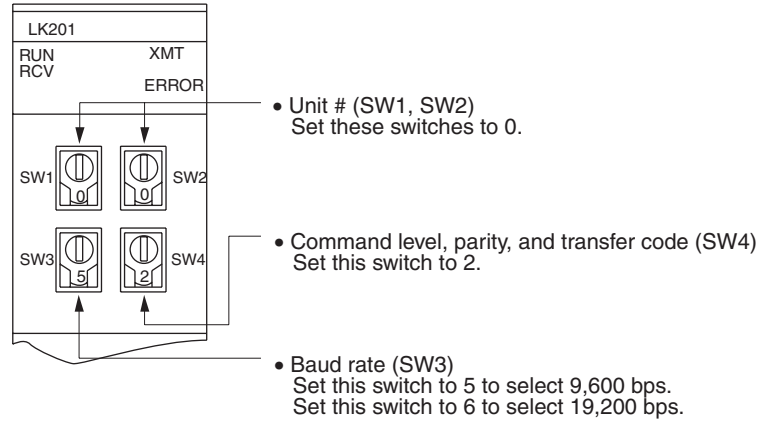 LK201
RUN XMT
RCV
ERROR
• Unit # (SW1, SW2)
Set these switches to 0.
SW1 0 0 SW2
• Command level, parity, and transfer code (SW4)
Set this switch to 2.
SW3 5 2 SW4
• Baud rate (SW3)
Set this switch to 5 to select 9,600 bps.
Set this switch to 6 to select 19,200 bps.